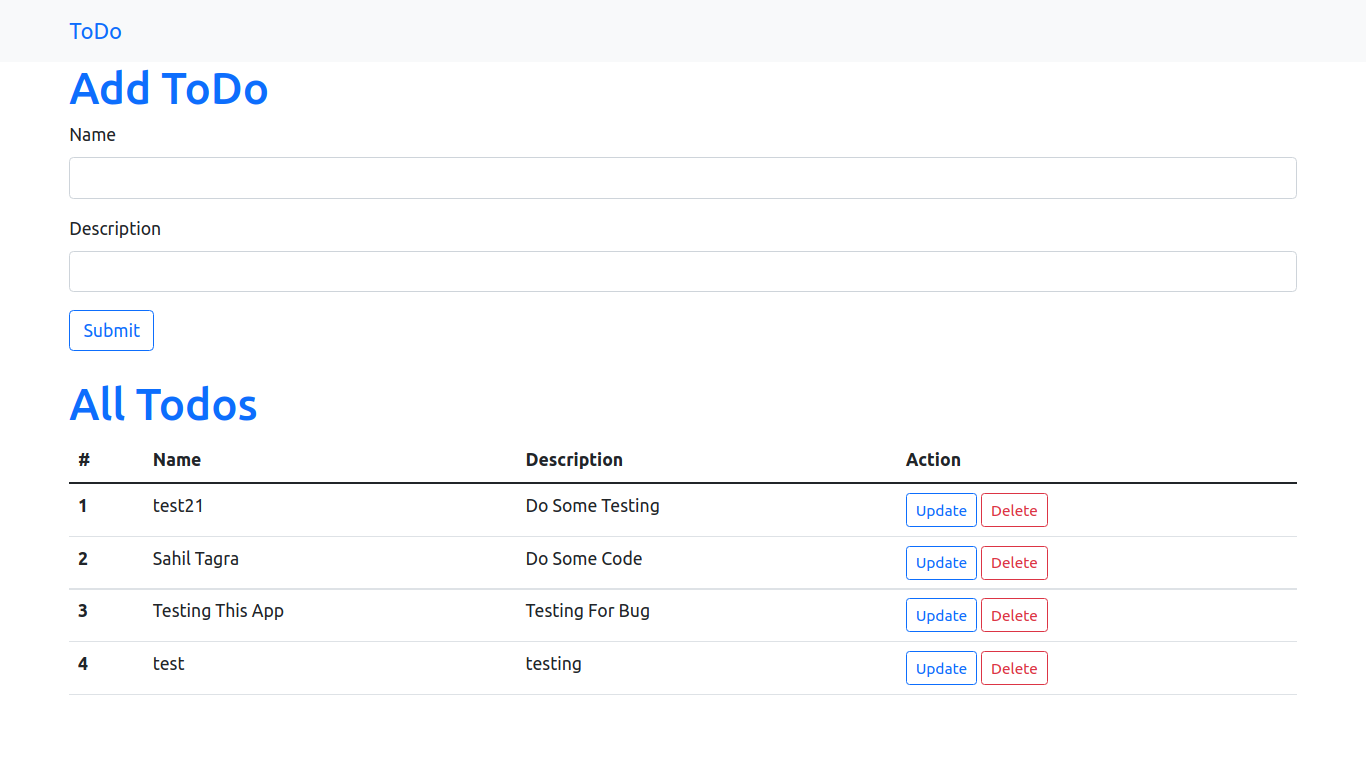 ToDo
Add ToDo
Name
Description
Submit
All Todos
# Name Description Action
1 test21 Do Some Testing Update Delete
2 Sahil Tagra Do Some Code Update Delete
3 Testing This App Testing For Bug Update Delete
4 test testing Update Delete